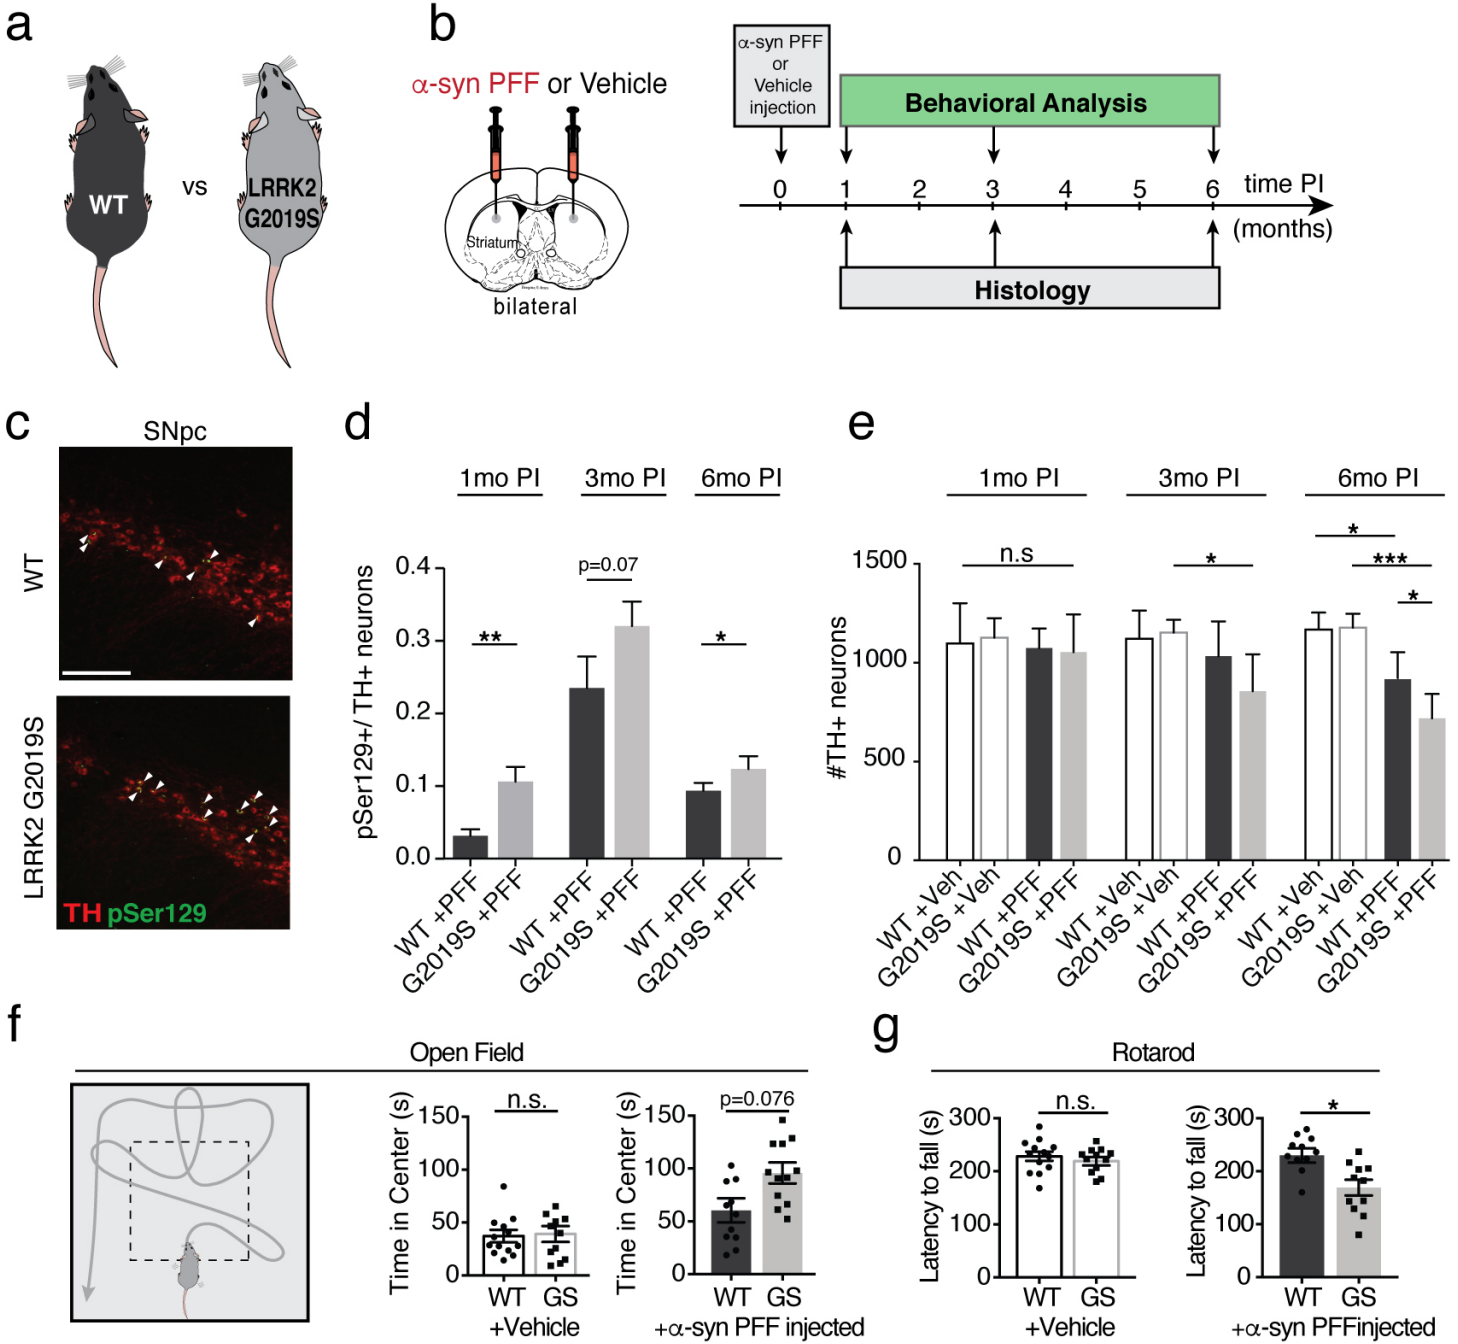 a
WT
vs
LRRK2
G2019S
b
α-syn PFF or Vehicle
Striatum
bilateral
α-syn PFF
or
Vehicle
injection
Behavioral Analysis
0 1 2 3 4 5 6 time PI
(months)
Histology
c
SNpc
WT
LRRK2 G2019S
TH pSer129
d
1mo PI 3mo PI 6mo PI
pSer129+/ TH+ neurons
0.4
0.3
0.2
0.1
0.0
**
p=0.07
*
WT +PFF
G2019S +PFF
WT +PFF
G2019S +PFF
WT +PFF
G2019S +PFF
e
1mo PI 3mo PI 6mo PI
#TH+ neurons
1500
1000
500
0
n.s
*
*
***
*
WT +Veh
G2019S +Veh
WT +PFF
G2019S +PFF
WT +Veh
G2019S +Veh
WT +PFF
G2019S +PFF
WT +Veh
G2019S +Veh
WT +PFF
G2019S +PFF
f
Open Field
Time in Center (s)
150
100
50
0
n.s.
WT GS
+Vehicle
Time in Center (s)
150
100
50
0
p=0.076
WT GS
+α-syn PFF injected
g
Rotarod
Latency to fall (s)
300
200
100
0
n.s.
WT GS
+Vehicle
Latency to fall (s)
300
200
100
0
*
WT GS
+α-syn PFFinjected